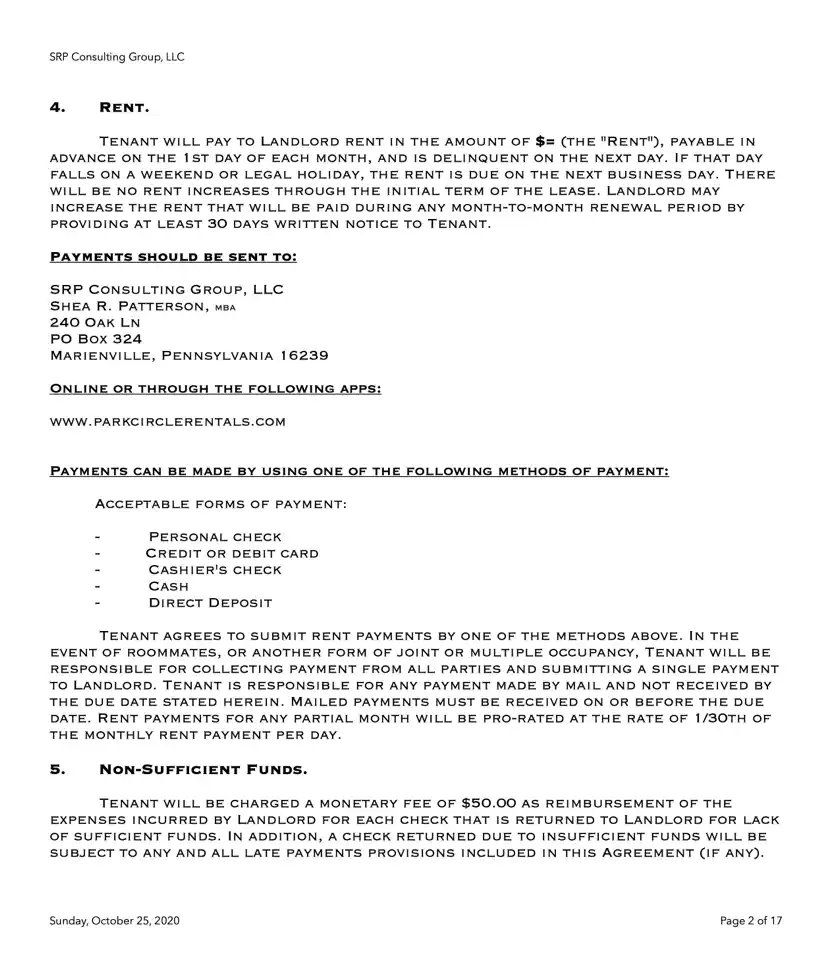 SRP Consulting Group, LLC
4. Rent.
Tenant will pay to Landlord rent in the amount of $= (the "Rent"), payable in
advance on the 1st day of each month, and is delinquent on the next day. If that day
falls on a weekend or legal holiday, the rent is due on the next business day. There
will be no rent increases through the initial term of the lease. Landlord may
increase the rent that will be paid during any month-to-month renewal period by
providing at least 30 days written notice to Tenant.
Payments should be sent to:
SRP Consulting Group, LLC
Shea R. Patterson, MBA
240 Oak Ln
PO Box 324
Marienville, Pennsylvania 16239
Online or through the following apps:
www.parkcirclerentals.com
Payments can be made by using one of the following methods of payment:
Acceptable forms of payment:
- Personal check
- Credit or debit card
- Cashier's check
- Cash
- Direct Deposit
Tenant agrees to submit rent payments by one of the methods above. In the
event of roommates, or another form of joint or multiple occupancy, Tenant will be
responsible for collecting payment from all parties and submitting a single payment
to Landlord. Tenant is responsible for any payment made by mail and not received by
the due date stated herein. Mailed payments must be received on or before the due
date. Rent payments for any partial month will be pro-rated at the rate of 1/30th of
the monthly rent payment per day.
5. Non-Sufficient Funds.
Tenant will be charged a monetary fee of $50.00 as reimbursement of the
expenses incurred by Landlord for each check that is returned to Landlord for lack
of sufficient funds. In addition, a check returned due to insufficient funds will be
subject to any and all late payments provisions included in this Agreement (if any).
Sunday, October 25, 2020
Page 2 of 17